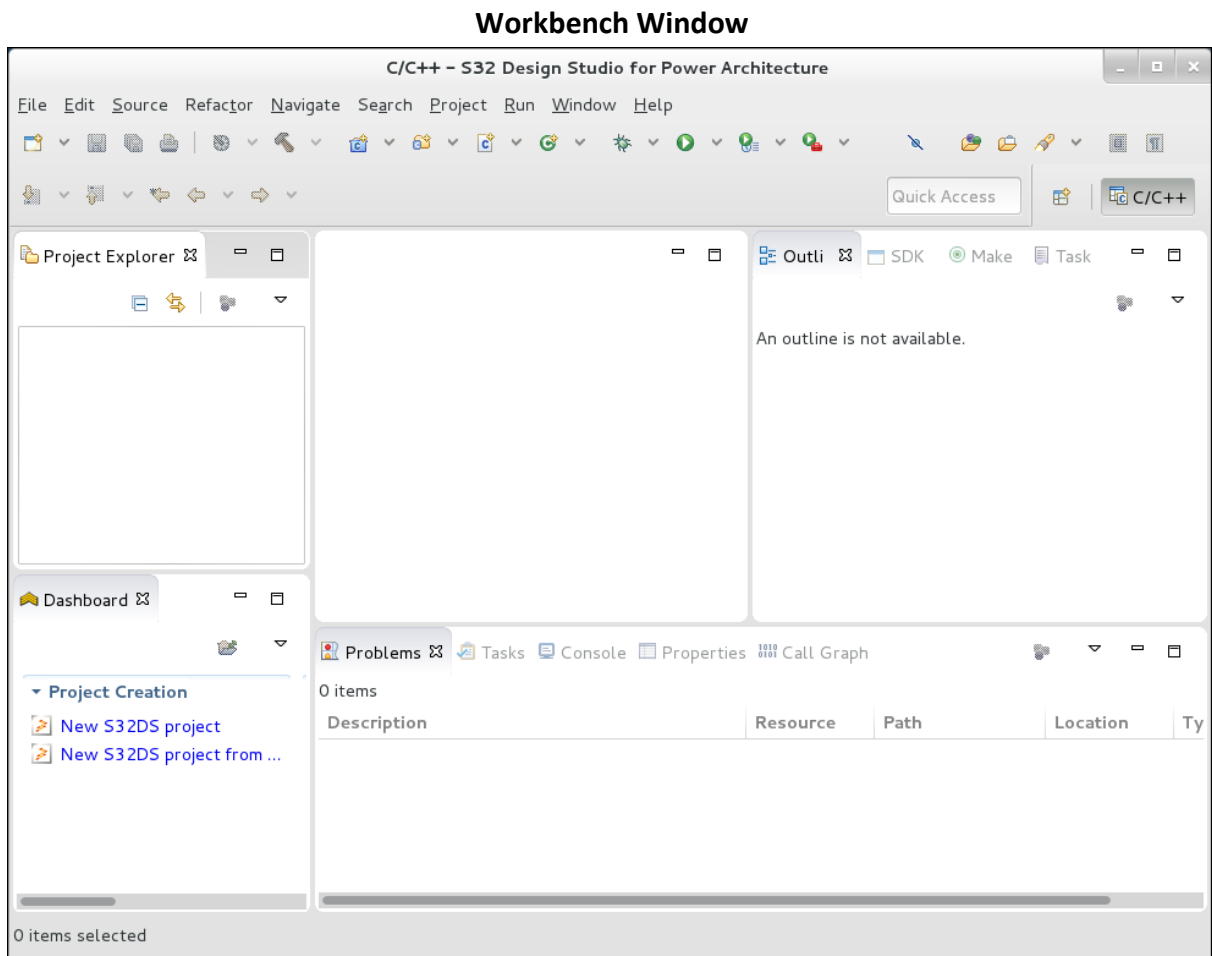 Workbench Window
C/C++ – S32 Design Studio for Power Architecture
File Edit Source Refactor Navigate Search Project Run Window Help
Quick Access
C/C++
Project Explorer
Outli SDK Make Task
An outline is not available.
Dashboard
Project Creation
New S32DS project
New S32DS project from ...
Problems Tasks Console Properties Call Graph
0 items
Description Resource Path Location Ty
0 items selected